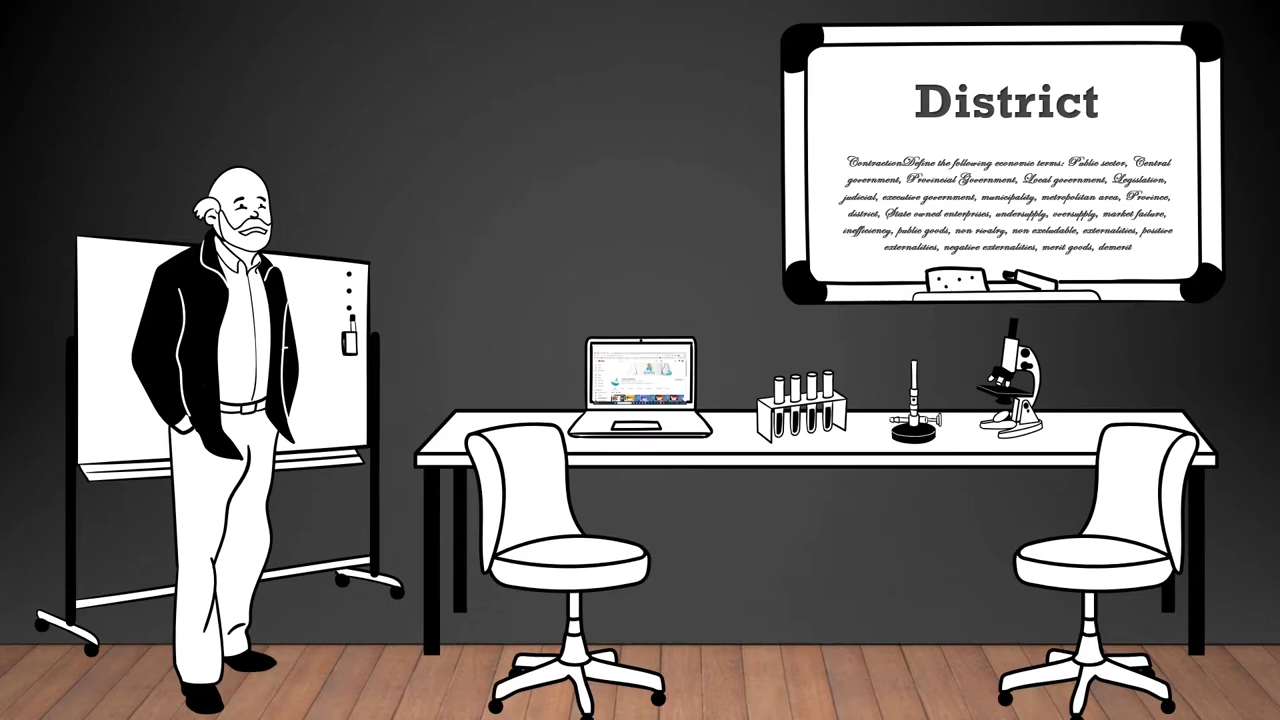 District
ContractionDefine the following economic terms: Public sector, Central
government, Provincial Government, Local government, Legislation,
judicial, executive government, municipality, metropolitan area, Province,
district, State owned enterprises, undersupply, oversupply, market failure,
inefficiency, public goods, non rivalry, non excludable, externalities, positive
externalities, negative externalities, merit goods, demerit